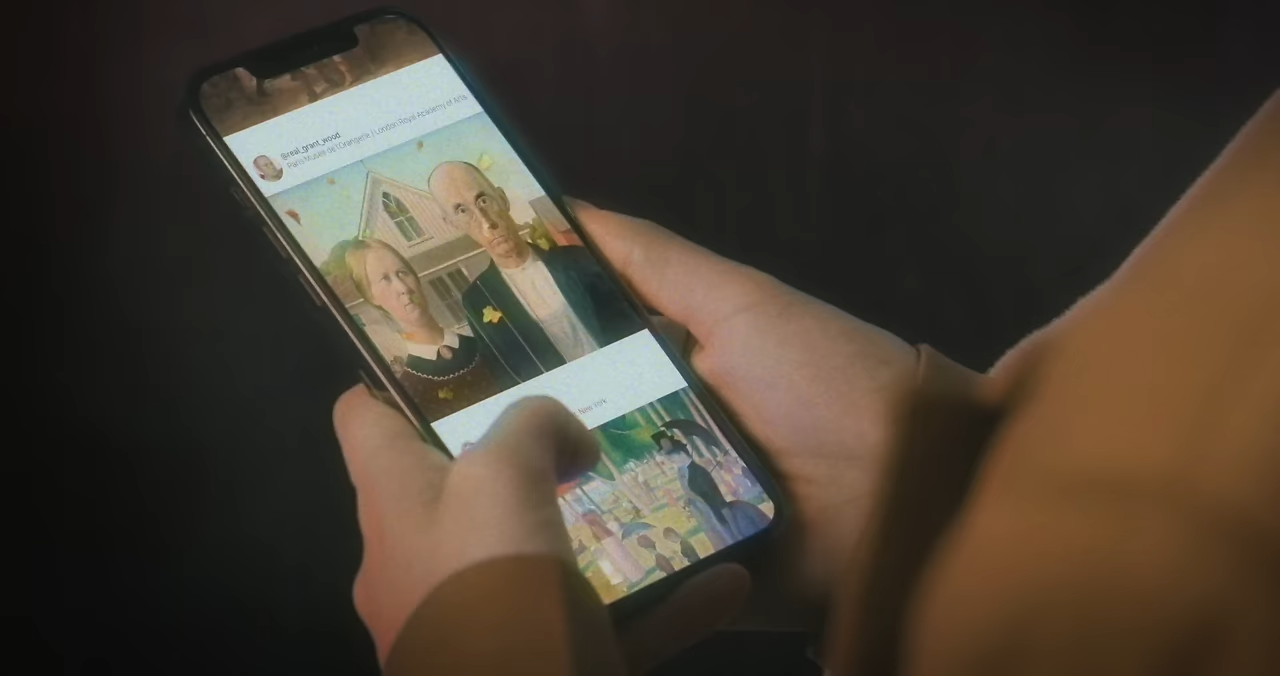 @real_grant_wood
Paris Musée de l'Orangerie | London Royal Academy of Arts
New York